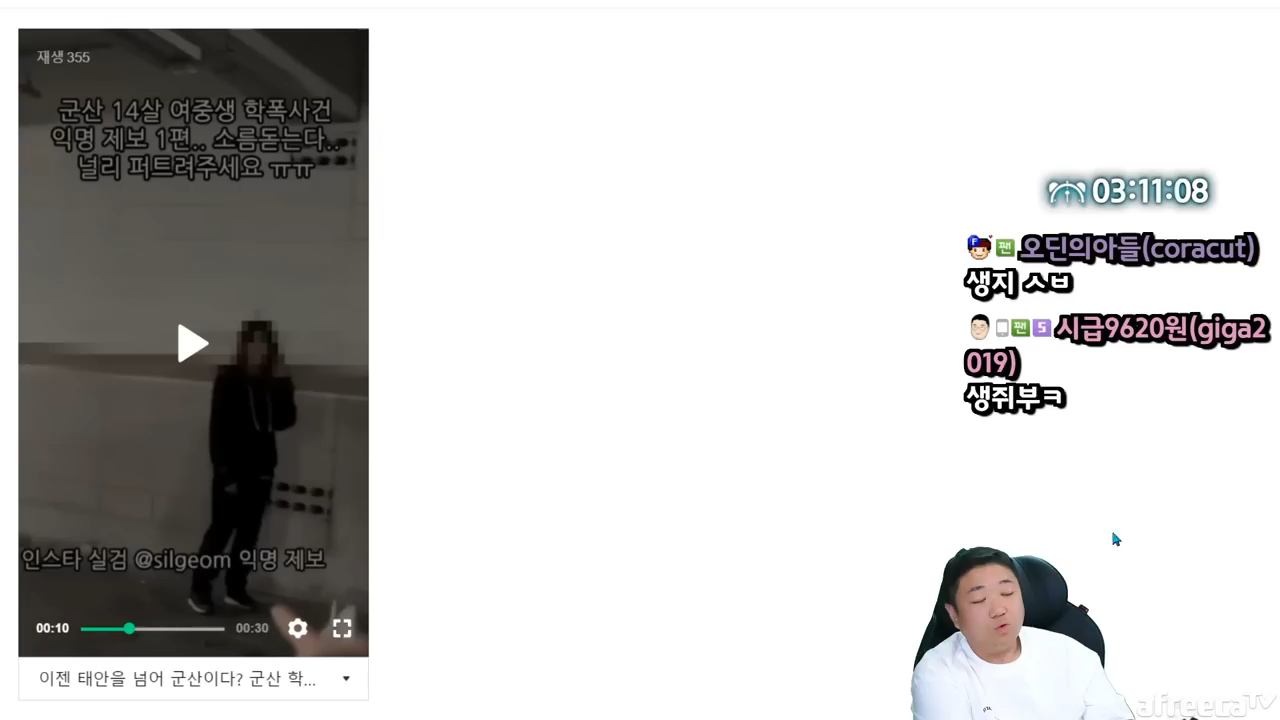 재생 355
군산 14살 여중생 학폭사건
익명 제보 1편.. 소름돋는다..
널리 퍼트려주세요 ㅠㅠ
인스타 실검 @silgeom 익명 제보
00:10
00:30
이젠 태안을 넘어 군산이다? 군산 학...
03:11:08
오딘의아들(coracut)
생지 ㅅㅂ
시급9620원(giga2
019)
생쥐부ㅋ
afreecaTV